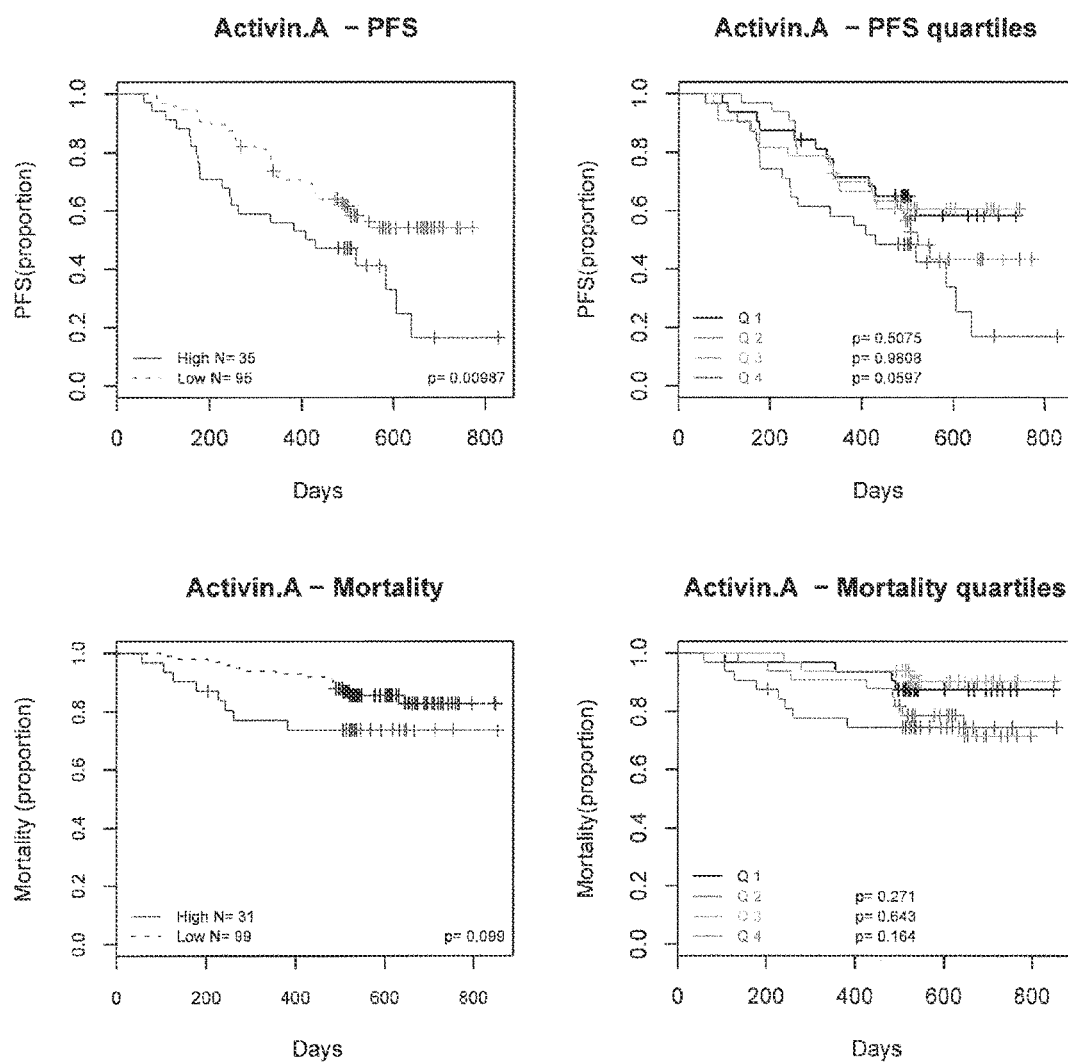 Activin.A – PFS
PFS(proportion)
1.0
0.8
0.6
0.4
0.2
0.0
High N= 35
Low N= 95
p= 0.00987
0 200 400 600 800
Days
Activin.A – PFS quartiles
PFS(proportion)
1.0
0.8
0.6
0.4
0.2
0.0
Q 1
Q 2 p= 0.5075
Q 3 p= 0.9808
Q 4 p= 0.0597
0 200 400 600 800
Days
Activin.A – Mortality
Mortality (proportion)
1.0
0.8
0.6
0.4
0.2
0.0
High N= 31
Low N= 99
p= 0.099
0 200 400 600 800
Days
Activin.A – Mortality quartiles
Mortality(proportion)
1.0
0.8
0.6
0.4
0.2
0.0
Q 1
Q 2 p= 0.271
Q 3 p= 0.643
Q 4 p= 0.164
0 200 400 600 800
Days